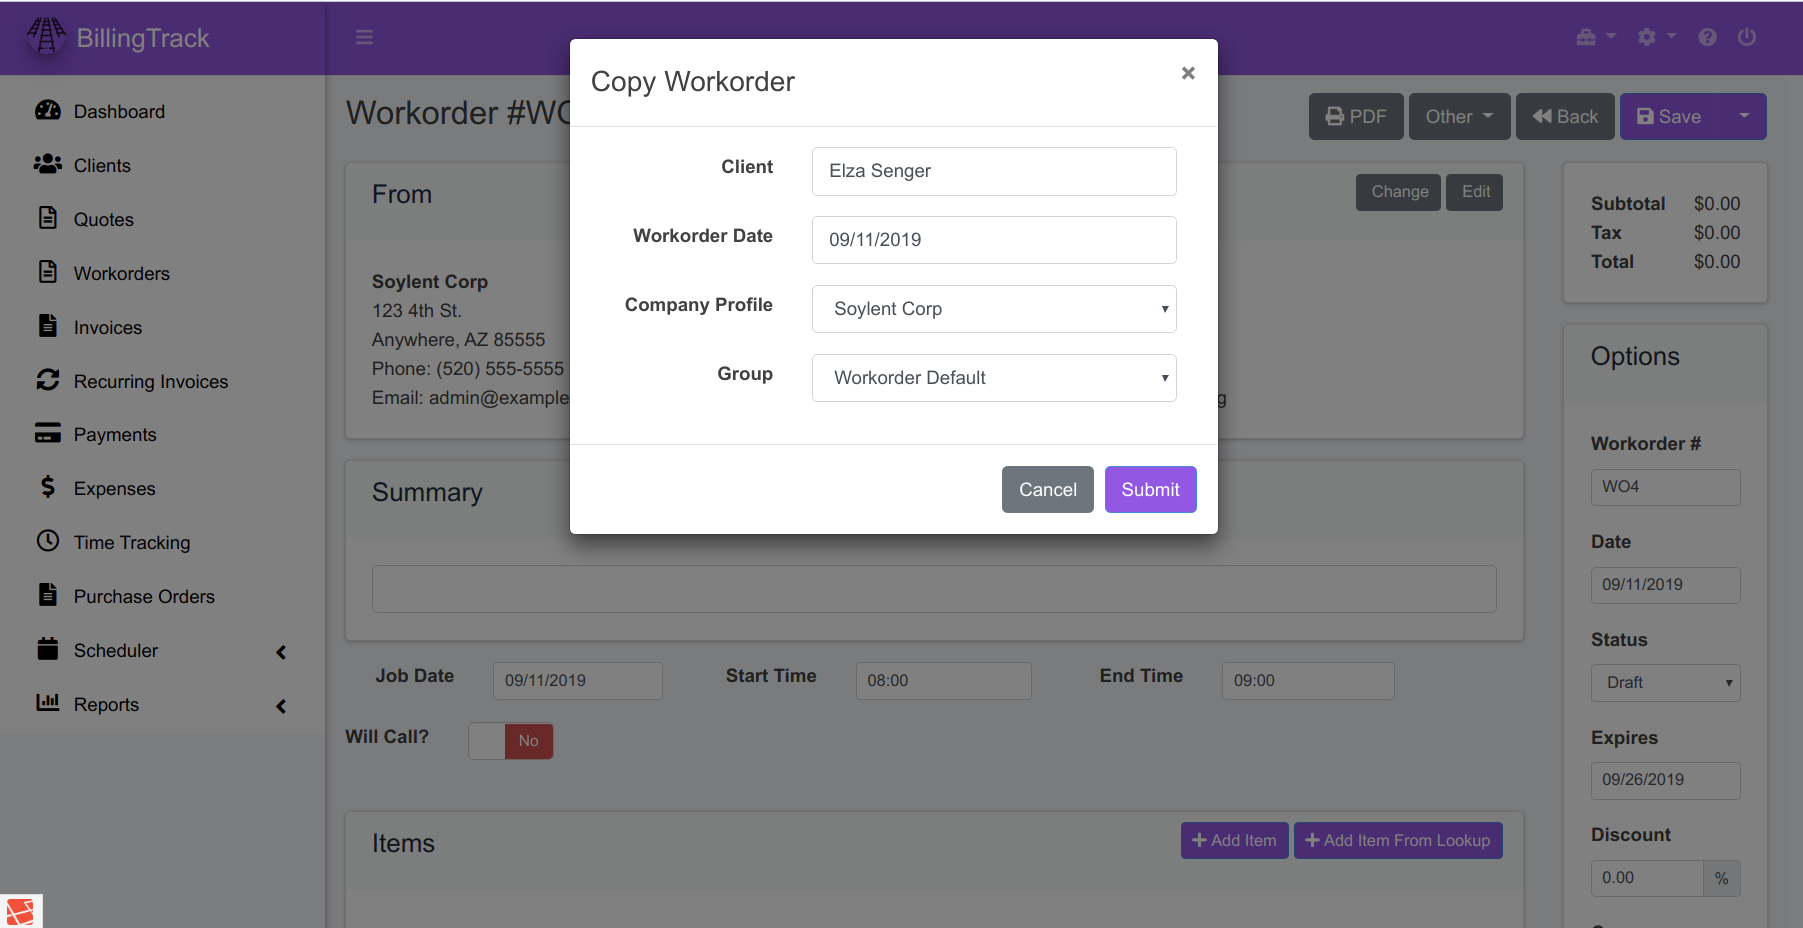 BillingTrack
Dashboard
Clients
Quotes
Workorders
Invoices
Recurring Invoices
Payments
Expenses
Time Tracking
Purchase Orders
Scheduler
Reports
Workorder #WO
PDF
Other
Back
Save
Copy Workorder
×
Client
Elza Senger
Workorder Date
09/11/2019
Company Profile
Soylent Corp
Group
Workorder Default
Cancel
Submit
From
Change
Edit
Soylent Corp
123 4th St.
Anywhere, AZ 85555
Phone: (520) 555-5555
Email: admin@example
g
Summary
Job Date
09/11/2019
Start Time
08:00
End Time
09:00
Will Call?
No
Items
Add Item
Add Item From Lookup
Subtotal $0.00
Tax $0.00
Total $0.00
Options
Workorder #
WO4
Date
09/11/2019
Status
Draft
Expires
09/26/2019
Discount
0.00 %